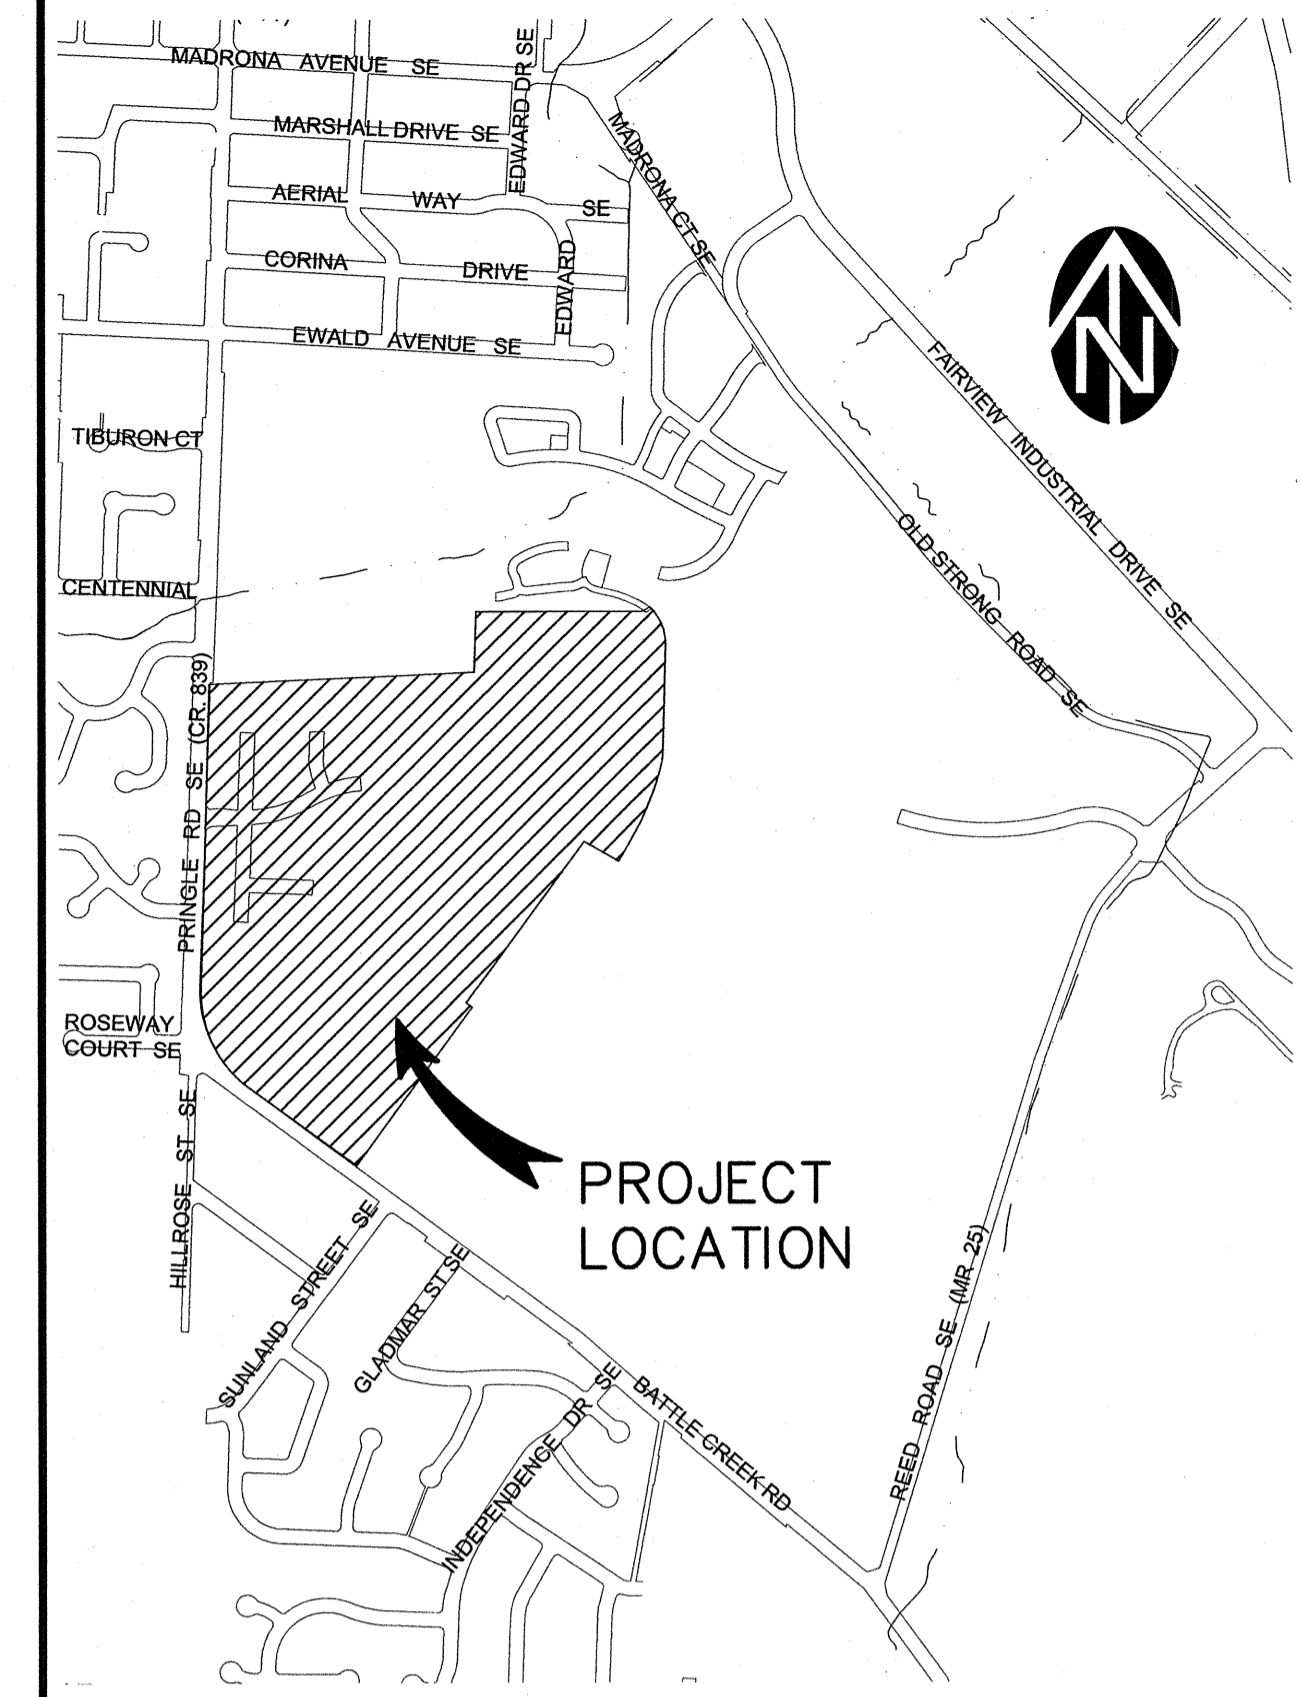 MADRONA AVENUE SE
EDWARD DR SE
MARSHALL DRIVE SE
MADRONA CT SE
AERIAL WAY SE
CORINA DRIVE
EDWARD
EWALD AVENUE SE
N
FAIRVIEW INDUSTRIAL DRIVE SE
TIBURON CT
OLD STRONG ROAD SE
CENTENNIAL
PRINGLE RD SE (CR. 839)
ROSEWAY
COURT SE
HILLROSE ST SE
PROJECT
LOCATION
SUNLAND STREET SE
GLADMAR ST SE
INDEPENDENCE DR SE
BATTLE CREEK RD
REED ROAD SE (MR 25)